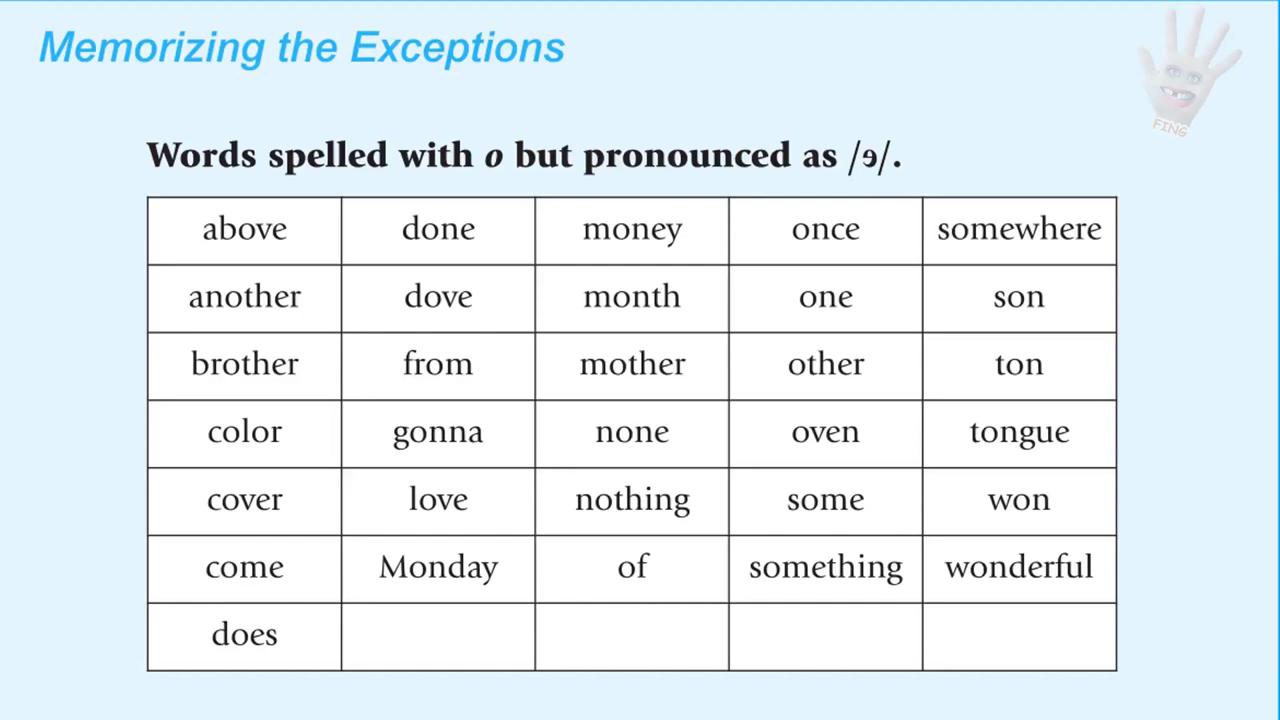 Memorizing the Exceptions
FING
Words spelled with o but pronounced as /ɘ/.
above done money once somewhere
another dove month one son
brother from mother other ton
color gonna none oven tongue
cover love nothing some won
come Monday of something wonderful
does